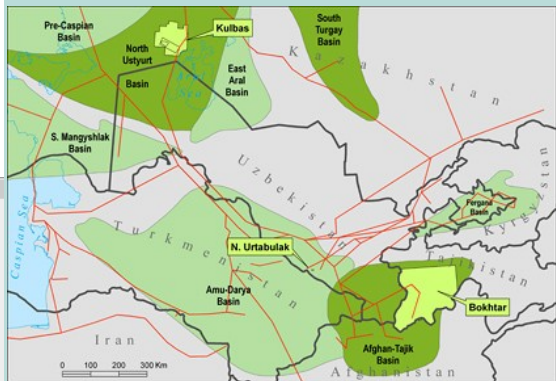 Pre-Caspian
Basin
North
Ustyurt
Basin
Kulbas
Aral
Sea
East
Aral
Basin
South
Turgay
Basin
Kazakhstan
S. Mangyshlak
Basin
Caspian Sea
Uzbekistan
Turkmenistan
N. Urtabulak
Amu-Darya
Basin
Fergana
Basin
Kyrgyzstan
Tajikistan
Bokhtar
Afghan-Tajik
Basin
Afghanistan
Iran
0 100 200 300 Km